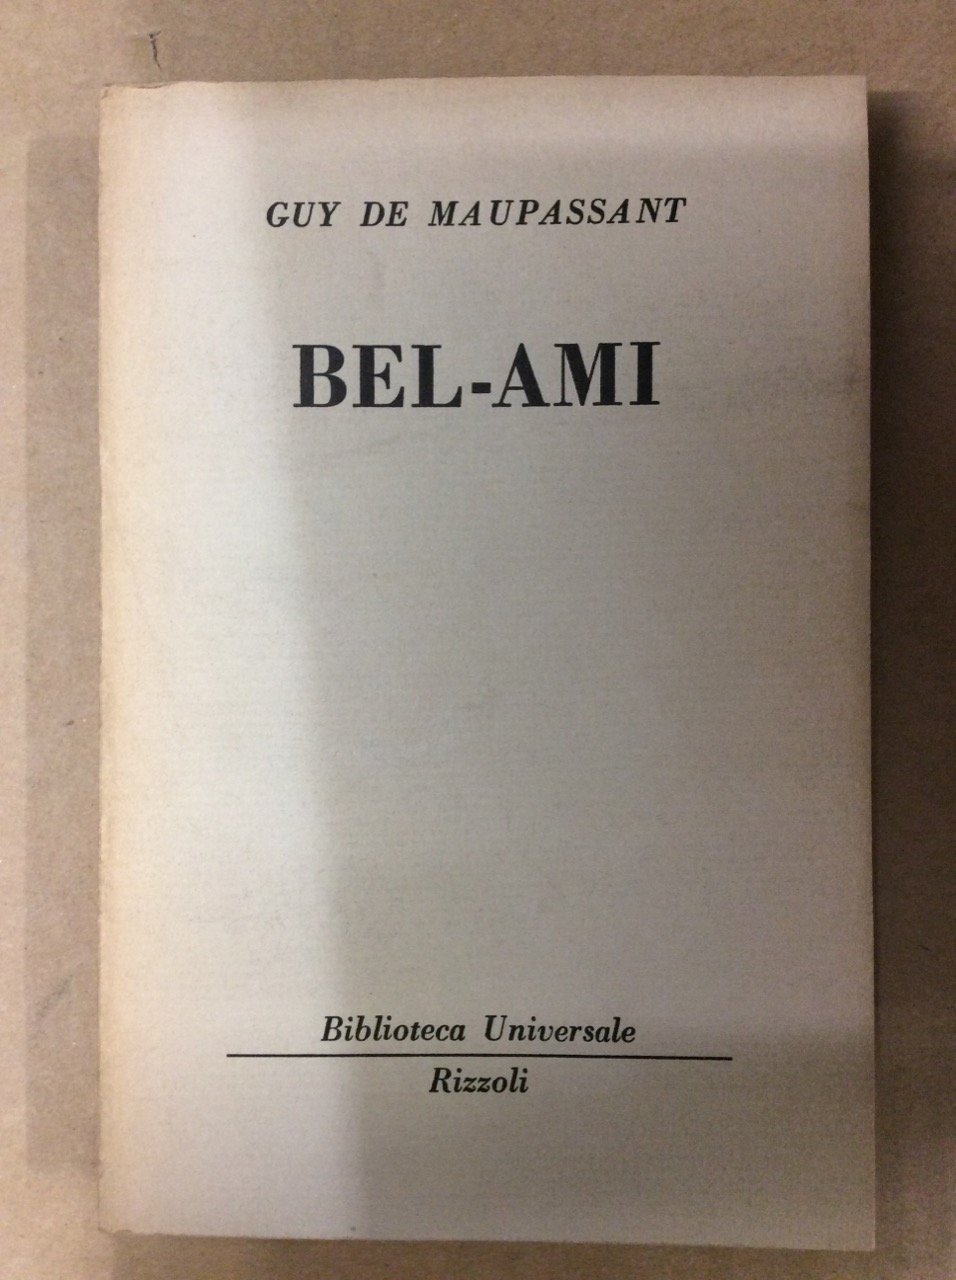 GUY DE MAUPASSANT
BEL-AMI
Biblioteca Universale
Rizzoli